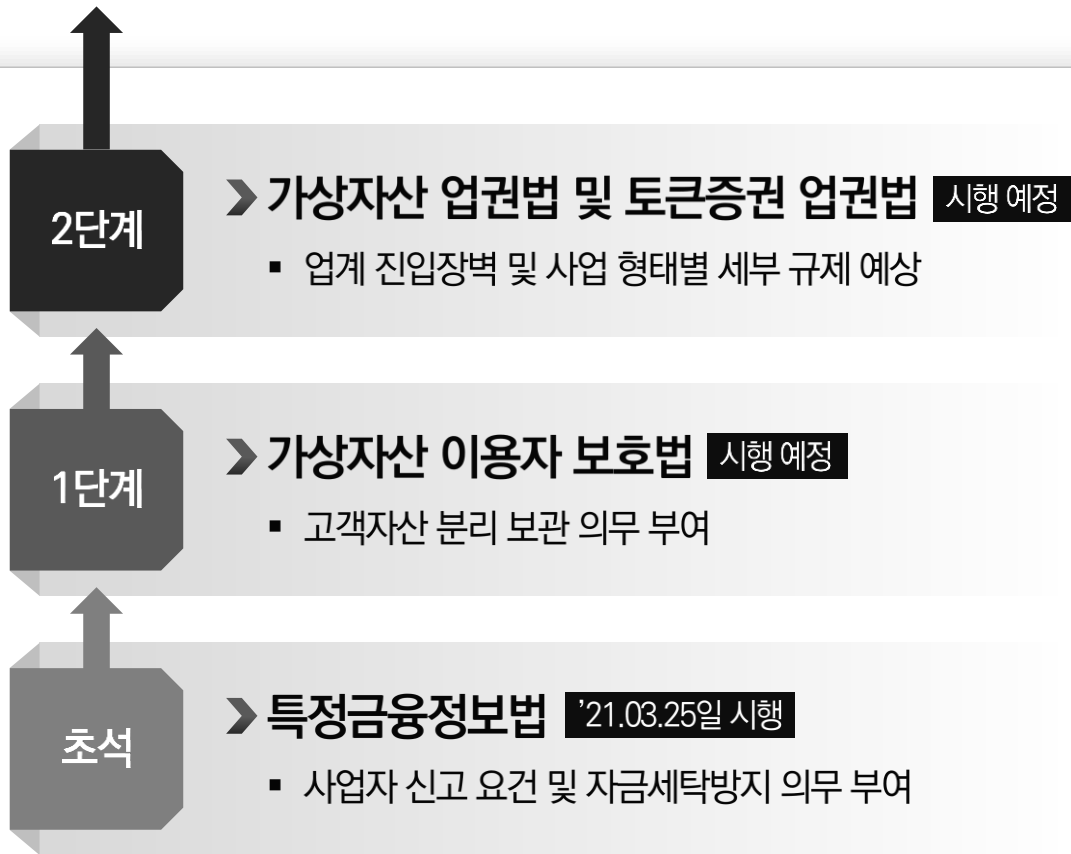 2단계
가상자산 업권법 및 토큰증권 업권법 시행 예정
▪ 업계 진입장벽 및 사업 형태별 세부 규제 예상
1단계
가상자산 이용자 보호법 시행 예정
▪ 고객자산 분리 보관 의무 부여
초석
특정금융정보법 ’21.03.25일 시행
▪ 사업자 신고 요건 및 자금세탁방지 의무 부여